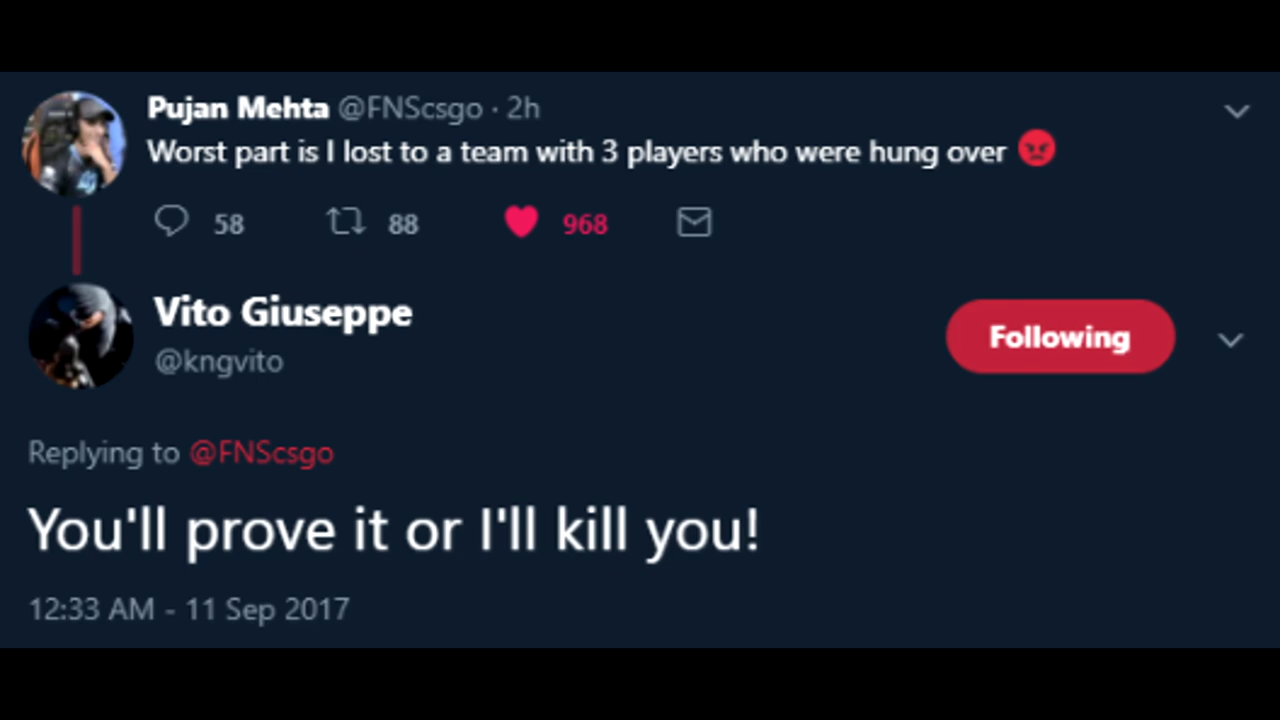 Pujan Mehta @FNScsgo · 2h
Worst part is I lost to a team with 3 players who were hung over 😡
58 88 968
Vito Giuseppe
@kngvito
Following
Replying to @FNScsgo
You'll prove it or I'll kill you!
12:33 AM - 11 Sep 2017